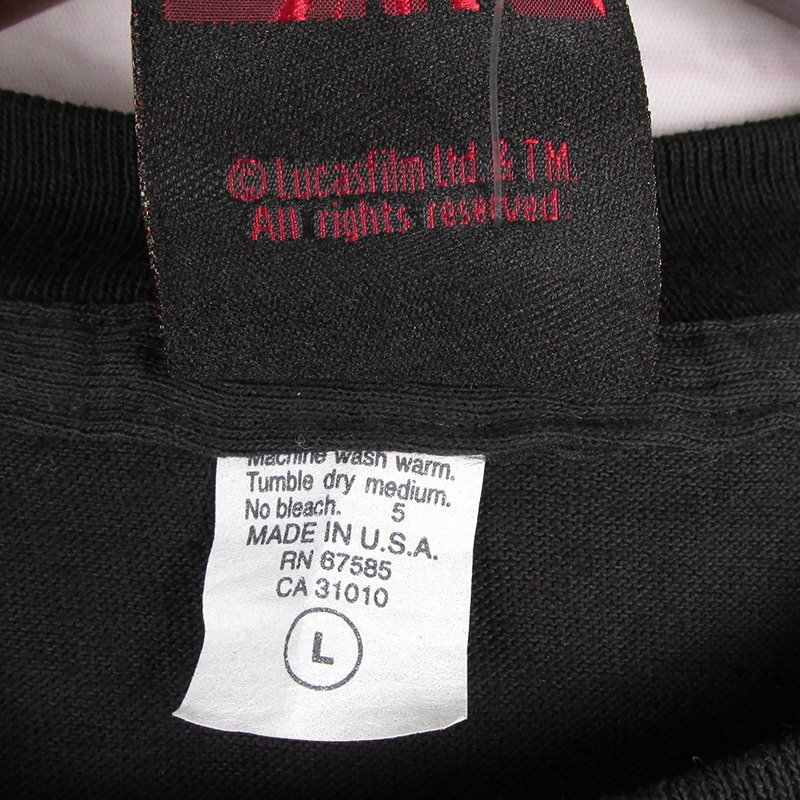 © Lucasfilm Ltd. & TM.
All rights reserved.
Machine wash warm.
Tumble dry medium.
No bleach. 5
MADE IN U.S.A.
RN 67585
CA 31010
L